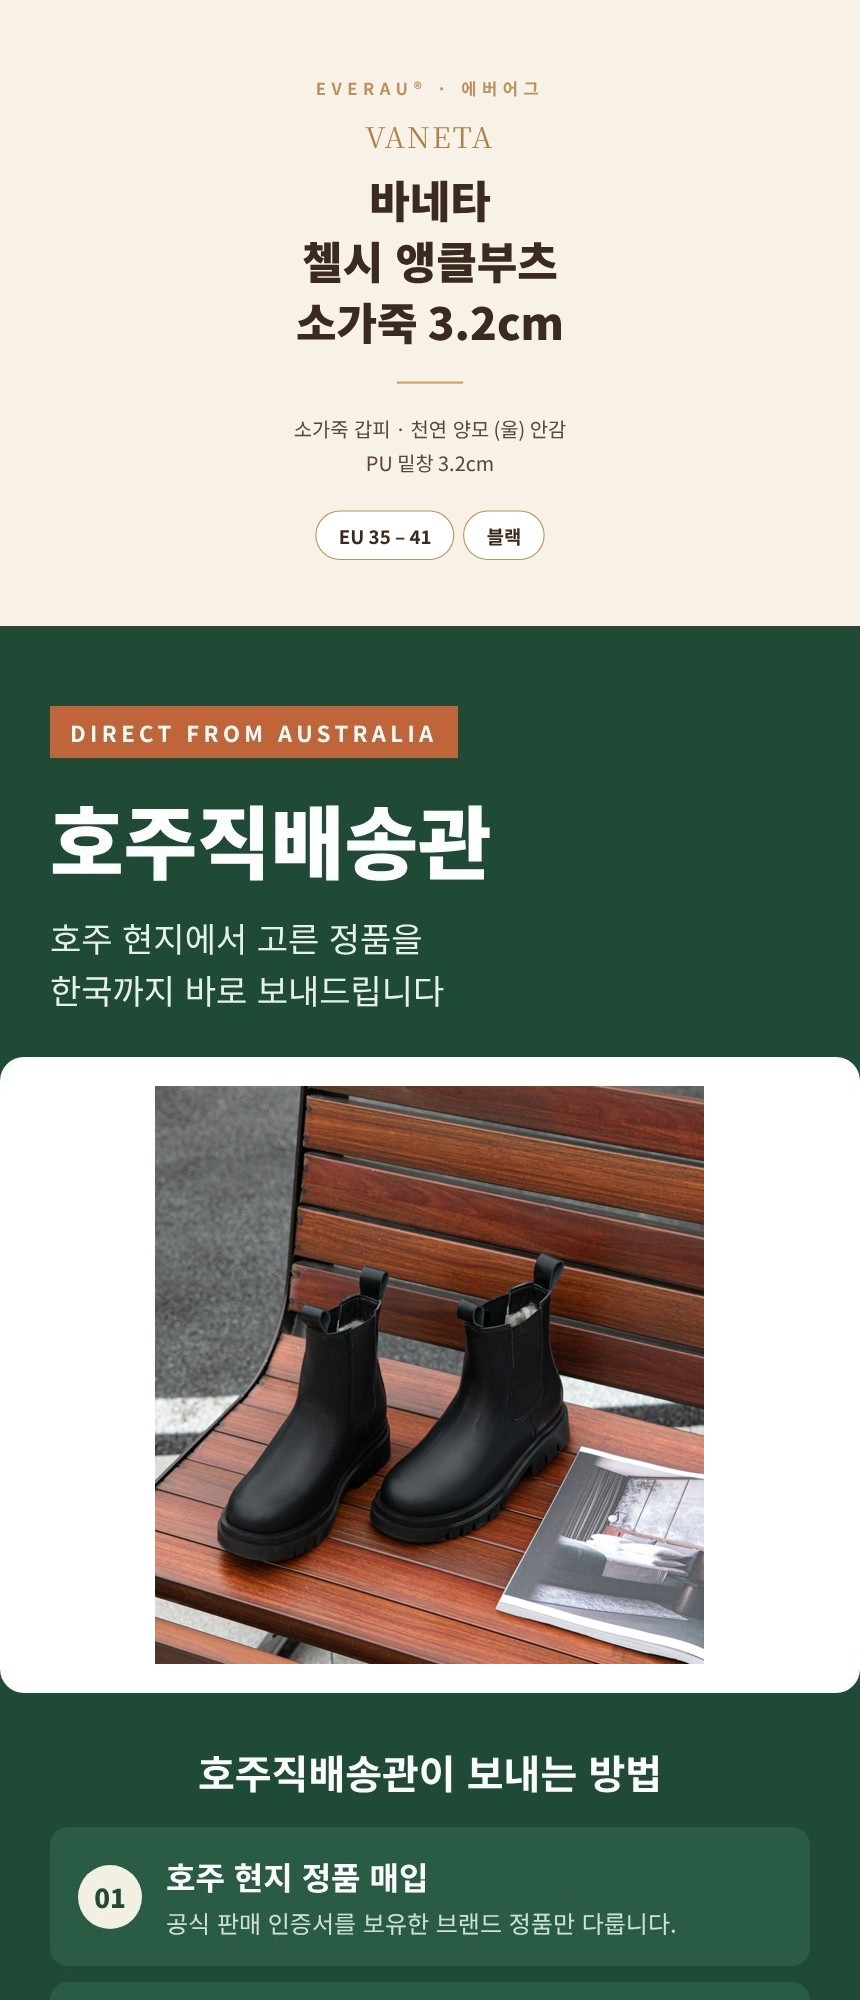 EVERAU® · 에버어그
VANETA
바네타
첼시 앵클부츠
소가죽 3.2cm
소가죽 갑피 · 천연 양모 (울) 안감
PU 밑창 3.2cm
EU 35 – 41
블랙
DIRECT FROM AUSTRALIA
호주직배송관
호주 현지에서 고른 정품을
한국까지 바로 보내드립니다
호주직배송관이 보내는 방법
01
호주 현지 정품 매입
공식 판매 인증서를 보유한 브랜드 정품만 다룹니다.